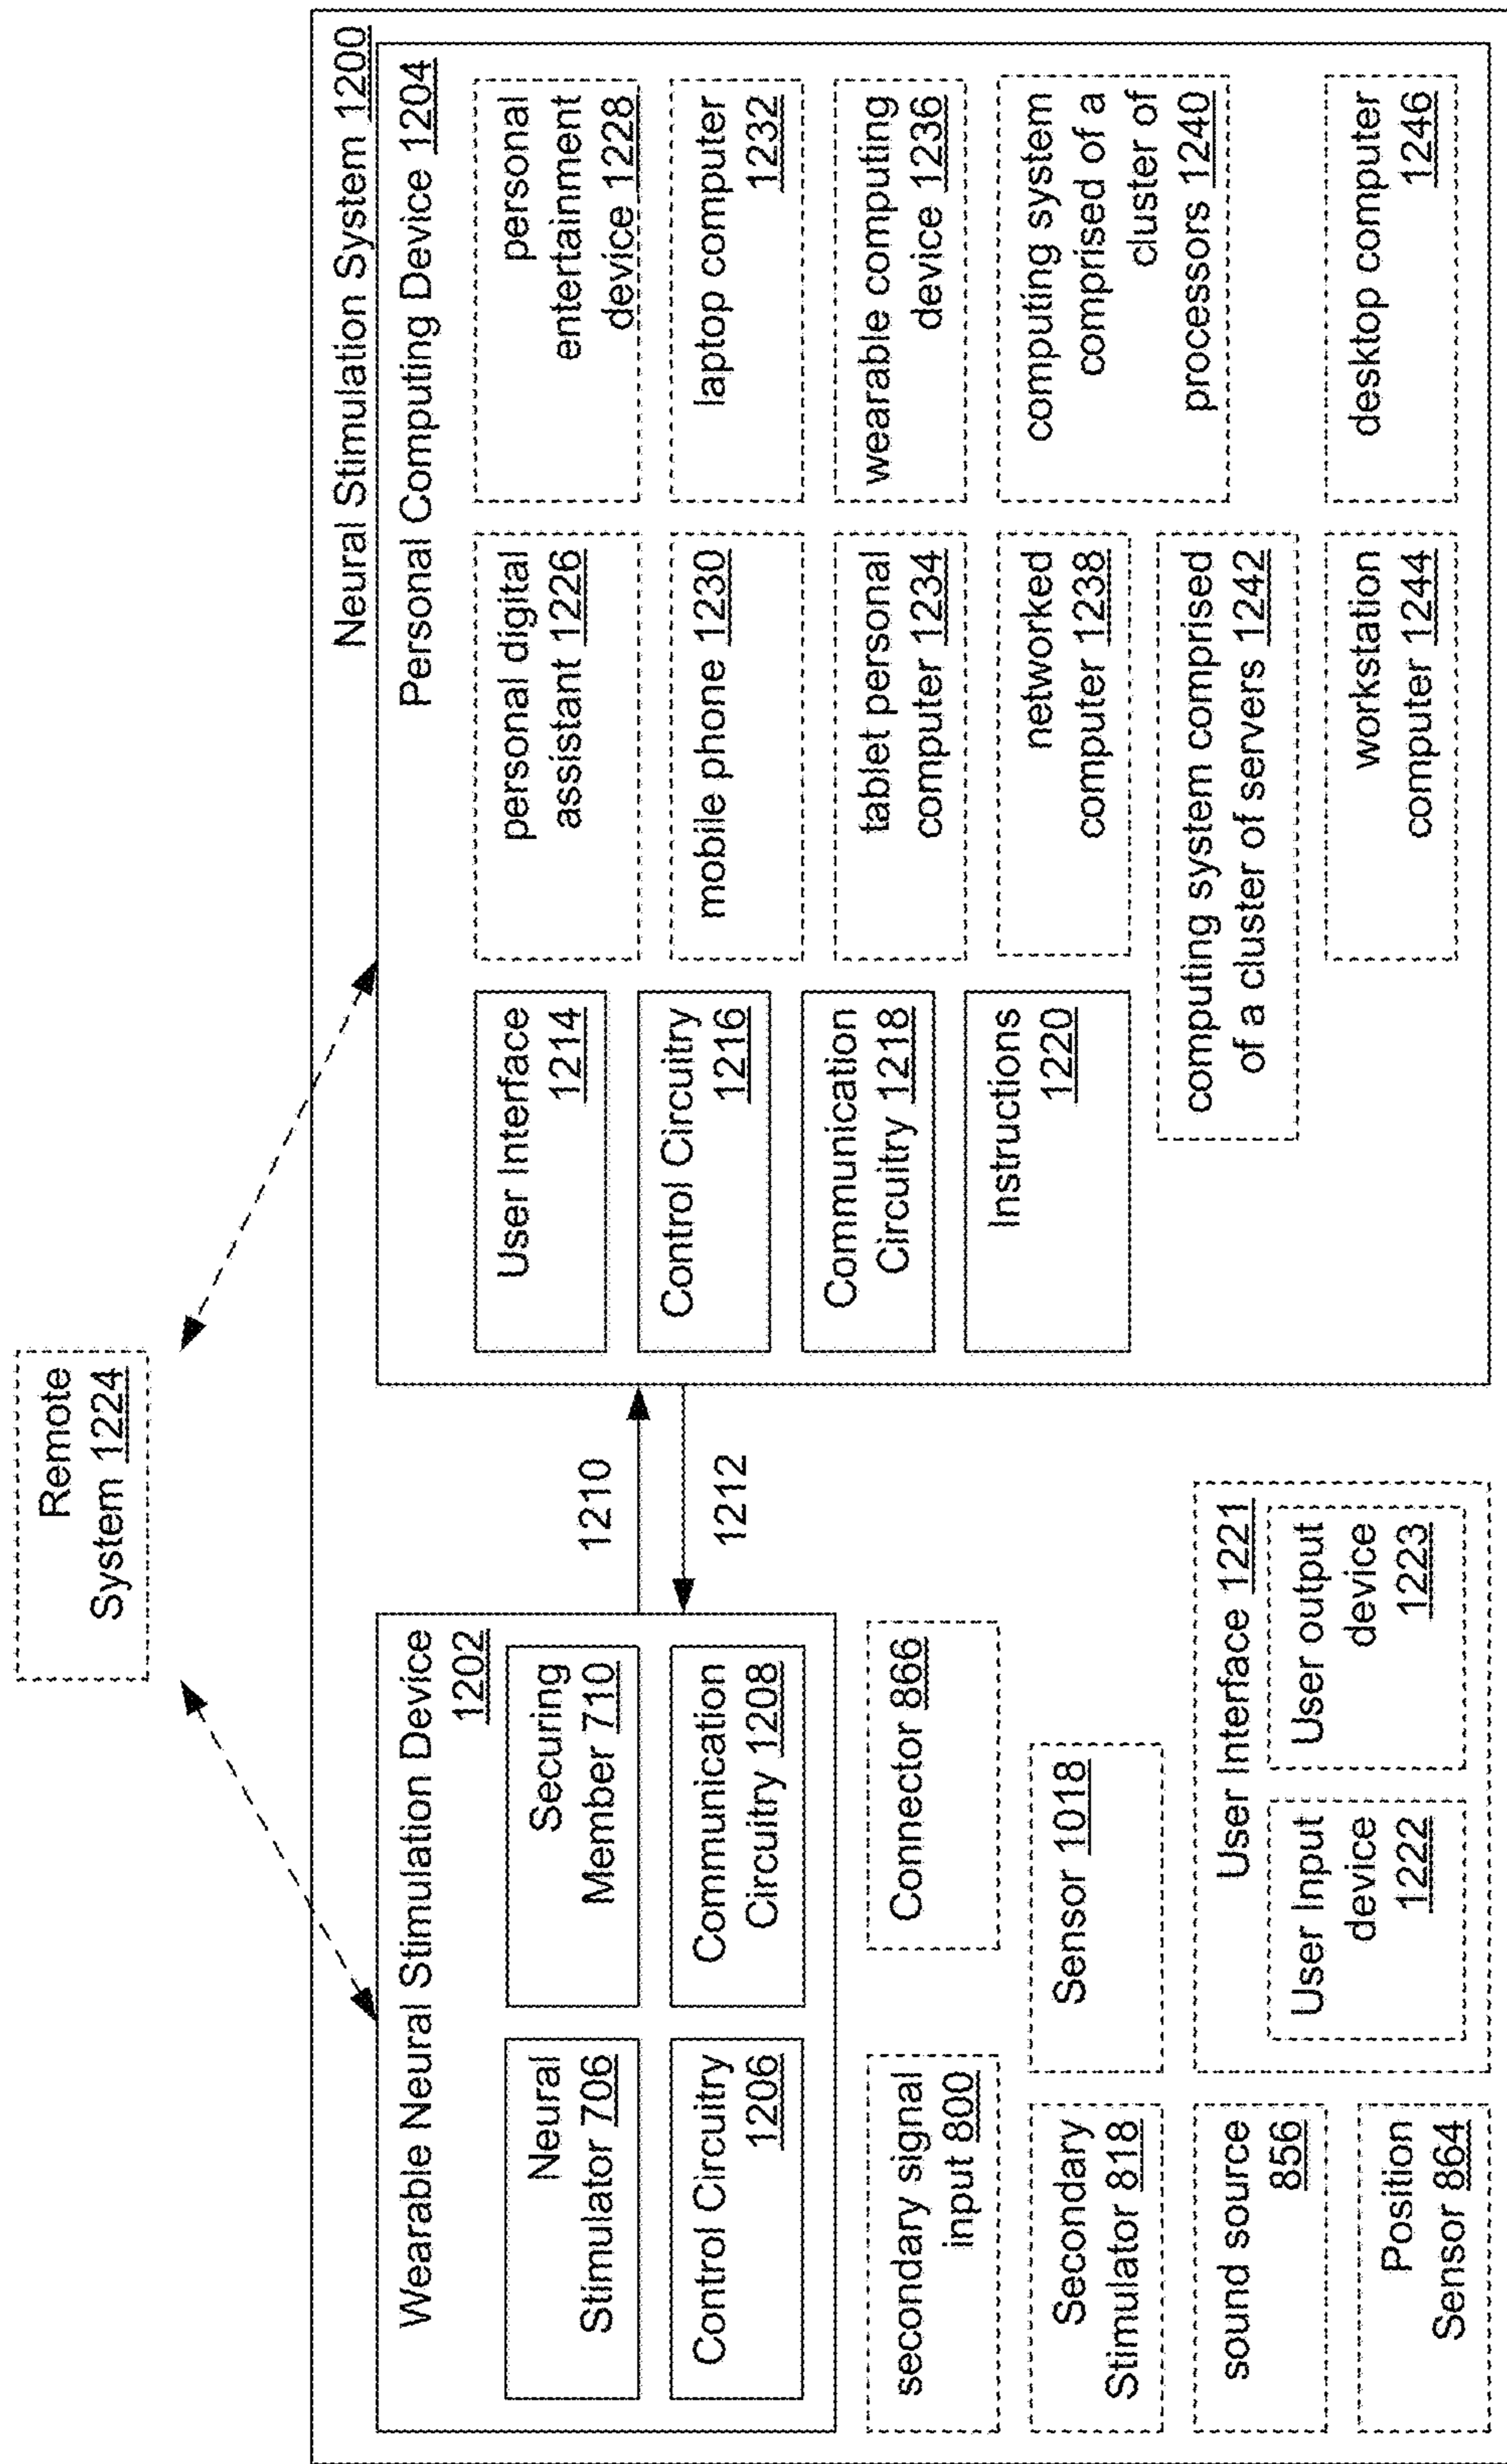 Remote
System 1224
Neural Stimulation System 1200
Wearable Neural Stimulation Device
1202
Neural
Stimulator 706
Securing
Member 710
Control Circuitry
1206
Communication
Circuitry 1208
secondary signal
input 800
Connector 866
Secondary
Stimulator 818
Sensor 1018
sound source
856
Position
Sensor 864
User Interface 1221
User Input
device
1222
User output
device
1223
1210
1212
Personal Computing Device 1204
User Interface
1214
Control Circuitry
1216
Communication
Circuitry 1218
Instructions
1220
personal digital
assistant 1226
personal
entertainment
device 1228
mobile phone 1230
laptop computer
1232
tablet personal
computer 1234
wearable computing
device 1236
networked
computer 1238
computing system
comprised of a
cluster of
processors 1240
computing system comprised
of a cluster of servers 1242
workstation
computer 1244
desktop computer
1246